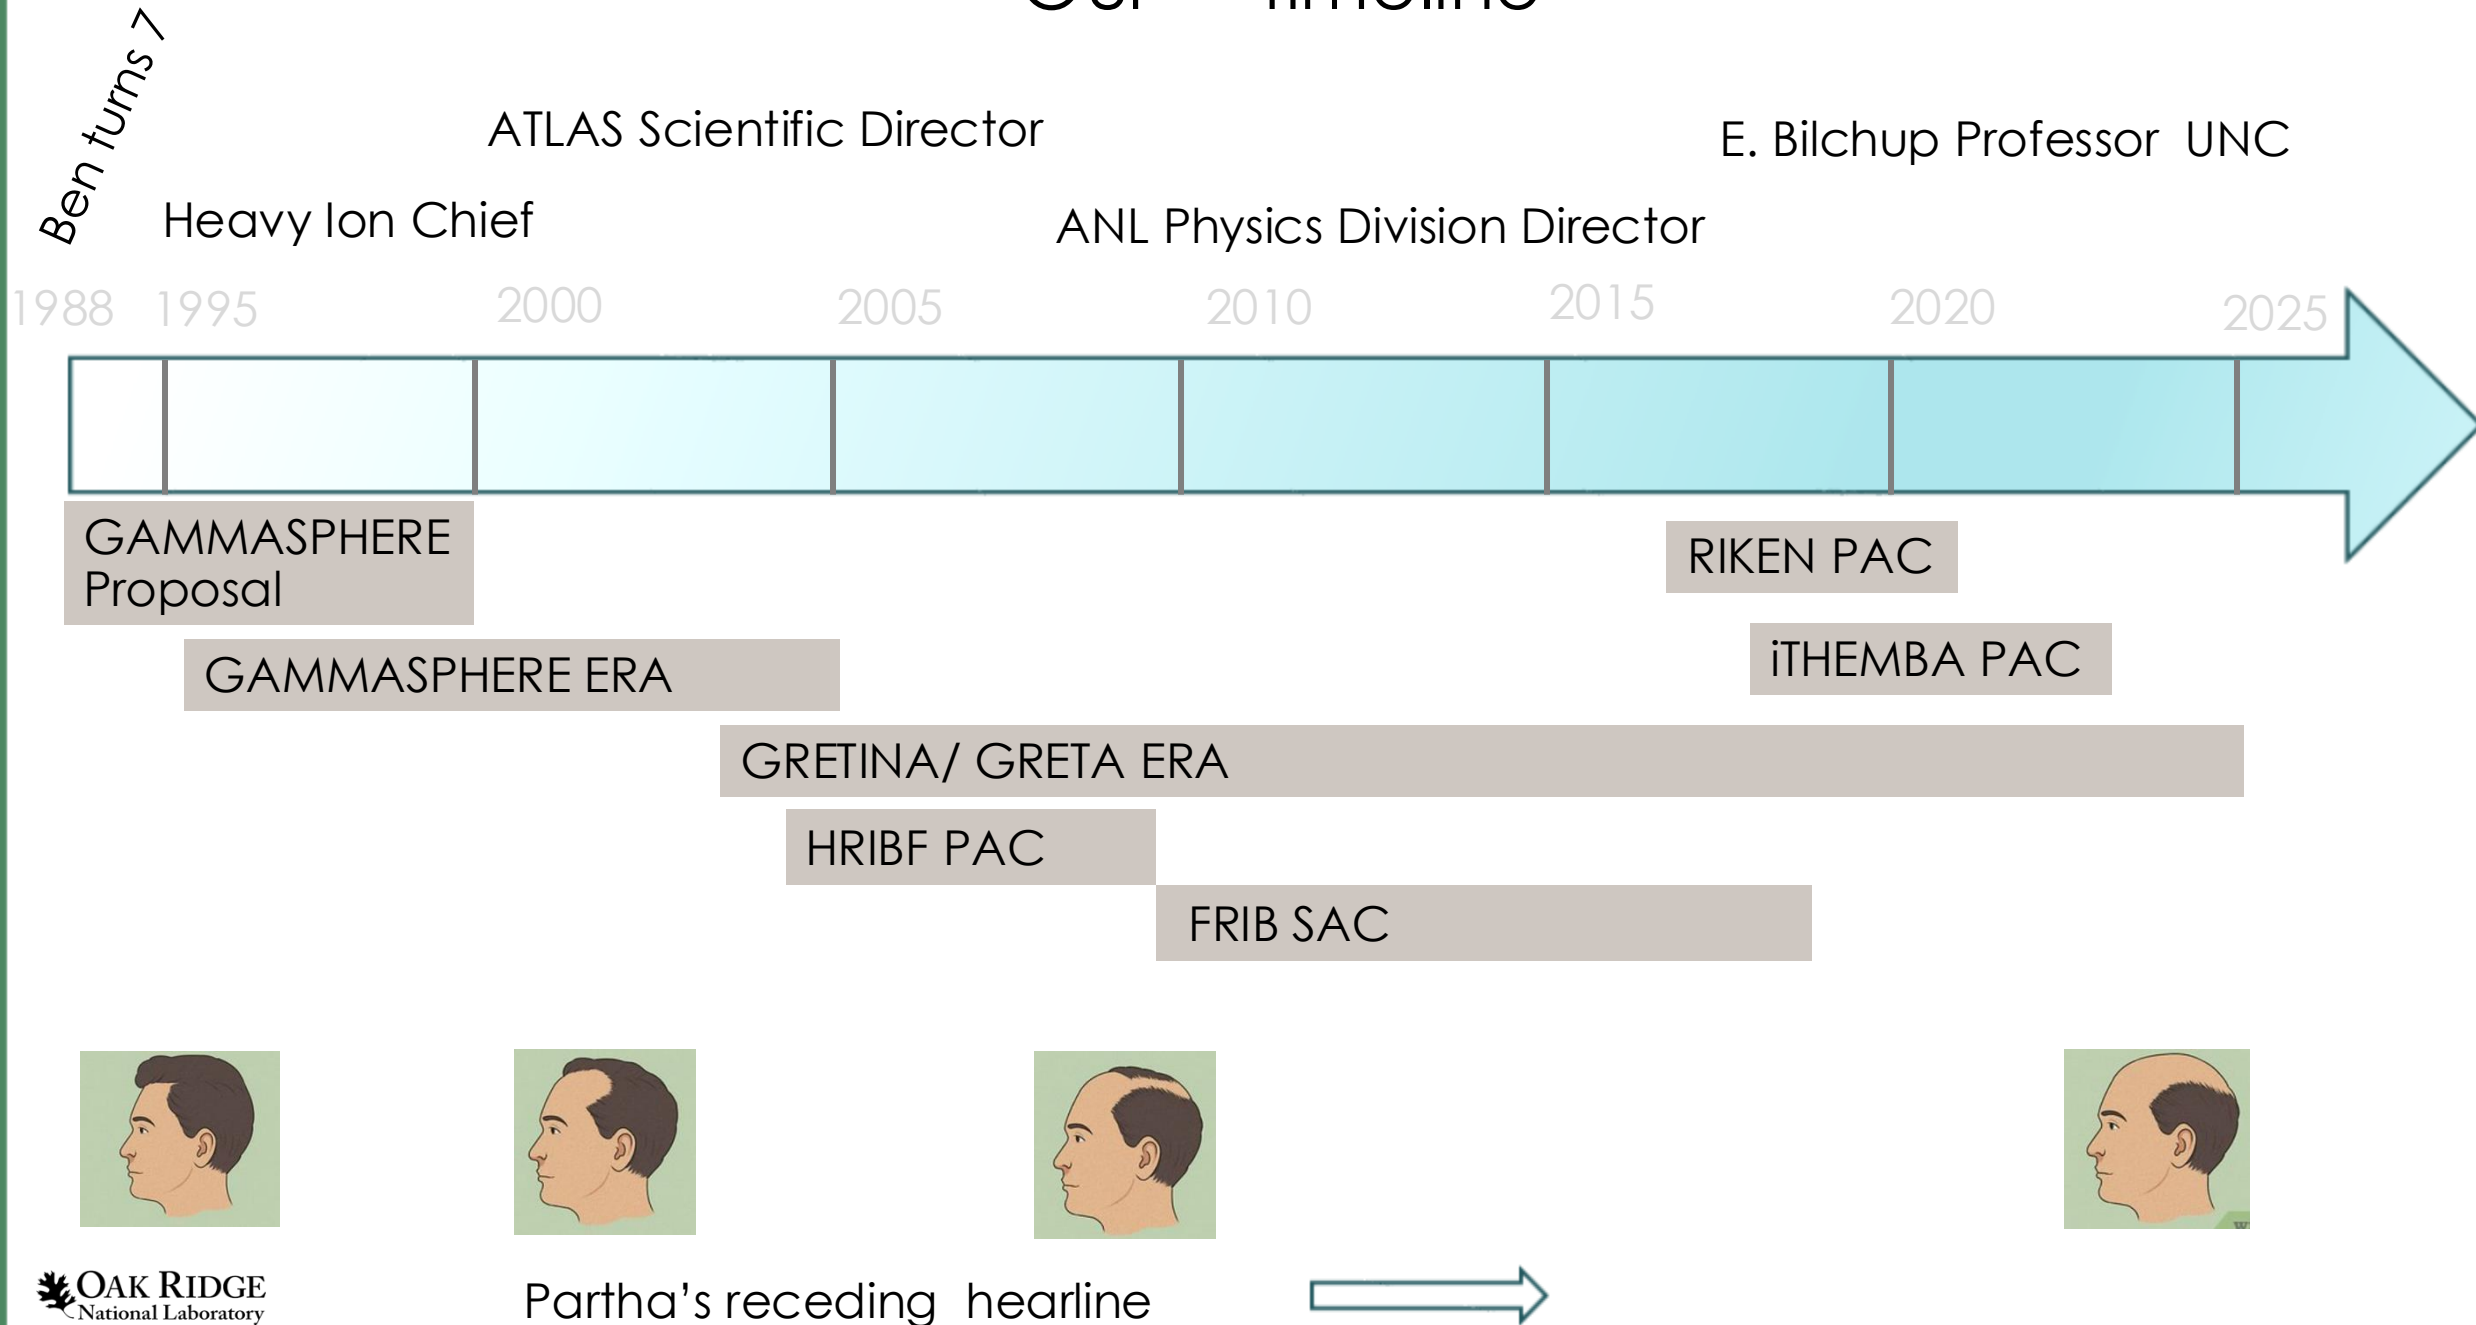 Our timeline
Ben turns 7
ATLAS Scientific Director
E. Bilchup Professor UNC
Heavy Ion Chief
ANL Physics Division Director
1988 1995 2000 2005 2010 2015 2020 2025
GAMMASPHERE
Proposal
RIKEN PAC
iTHEMBA PAC
GAMMASPHERE ERA
GRETINA/ GRETA ERA
HRIBF PAC
FRIB SAC
OAK RIDGE
National Laboratory
Partha's receding hearline